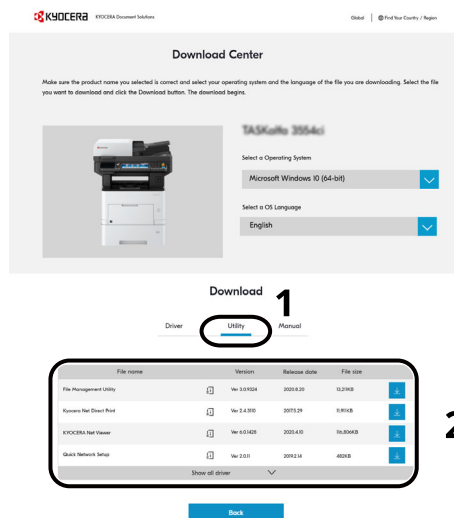 KYOCERA KYOCERA Document Solutions Global Find Your Country / Region
Download Center
Make sure the product name you selected is correct and select your operating system and the language of the file you are downloading. Select the file
you want to download and click the Download button. The download begins.
TASKalfa 3554ci
Select a Operating System
Microsoft Windows 10 (64-bit)
Select a OS Language
English
Download 1
Driver Utility Manual
File name Version Release date File size
File Management Utility Ver 3.0.9024 2020.8.20 13,211KB
Kyocera Net Direct Print Ver 2.4.3110 2017.5.29 11,911KB
KYOCERA Net Viewer Ver 6.0.1428 2020.4.10 116,806KB
Quick Network Setup Ver 2.0.11 2019.2.14 482KB
Show all driver
2
Back